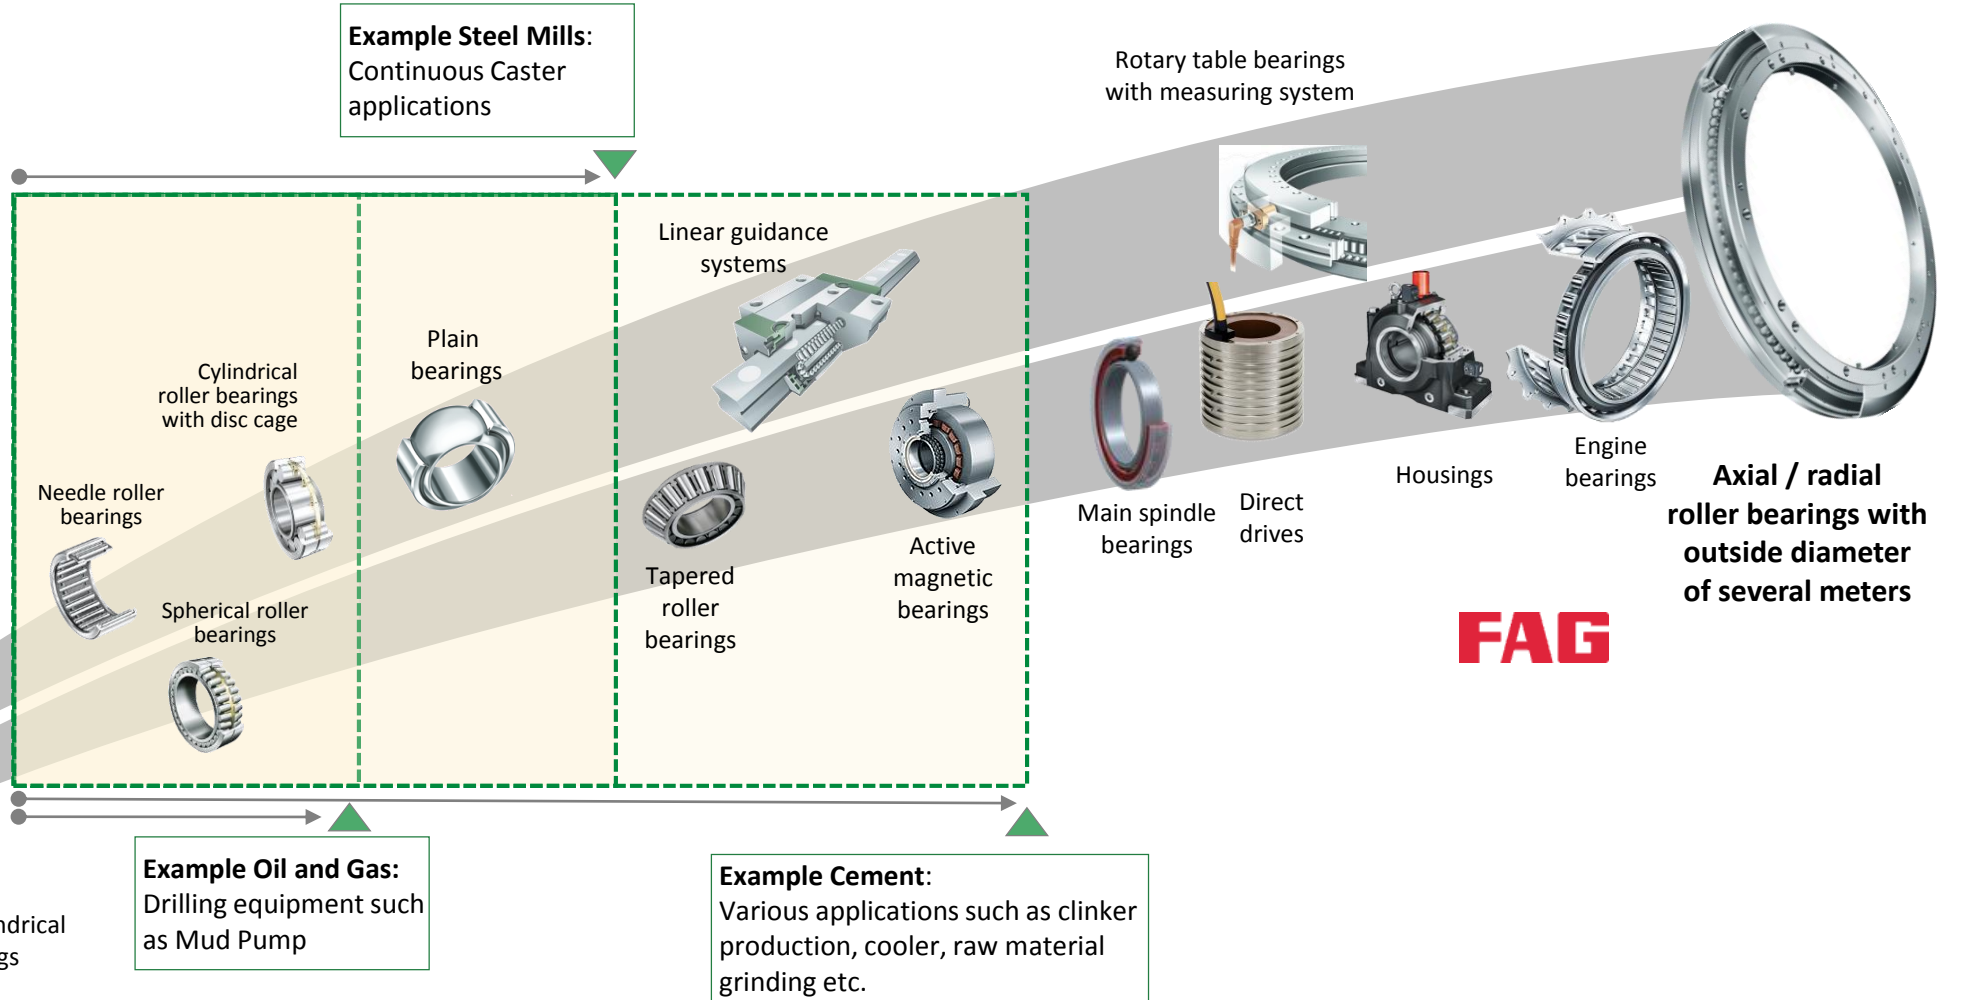 Example Steel Mills:
Continuous Caster
applications
Rotary table bearings
with measuring system
Linear guidance
systems
Plain
bearings
Cylindrical
roller bearings
with disc cage
Needle roller
bearings
Spherical roller
bearings
Tapered
roller
bearings
Active
magnetic
bearings
Main spindle
bearings
Direct
drives
Housings
Engine
bearings
Axial / radial
roller bearings with
outside diameter
of several meters
FAG
Example Oil and Gas:
Drilling equipment such
as Mud Pump
Example Cement:
Various applications such as clinker
production, cooler, raw material
grinding etc.
ndrical
gs